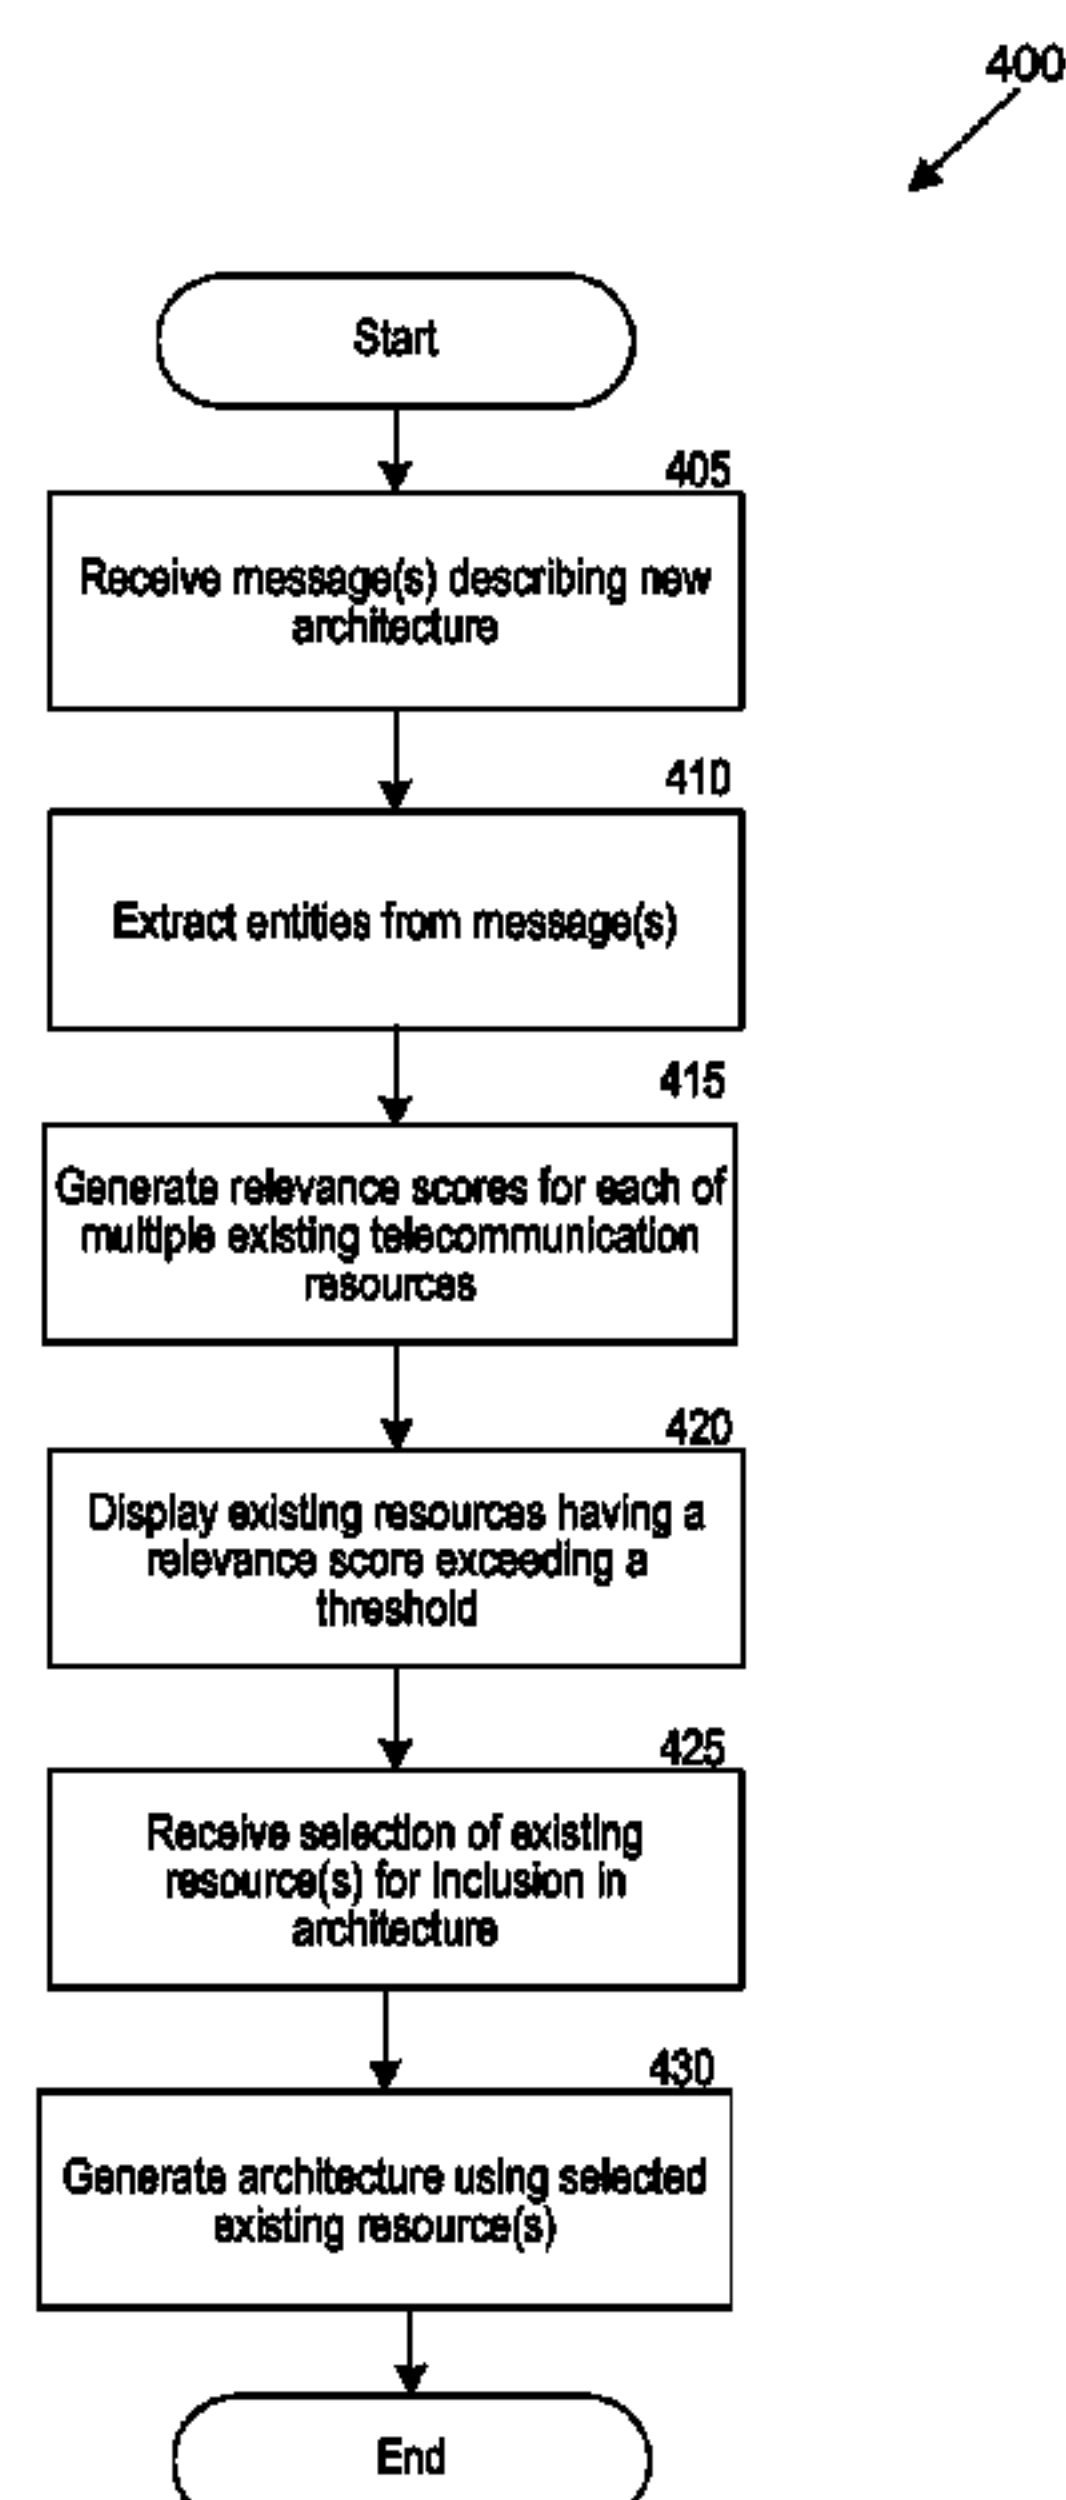 400
Start
405
Receive message(s) describing new
architecture
410
Extract entities from message(s)
415
Generate relevance scores for each of
multiple existing telecommunication
resources
420
Display existing resources having a
relevance score exceeding a
threshold
425
Receive selection of existing
resource(s) for inclusion in
architecture
430
Generate architecture using selected
existing resource(s)
End